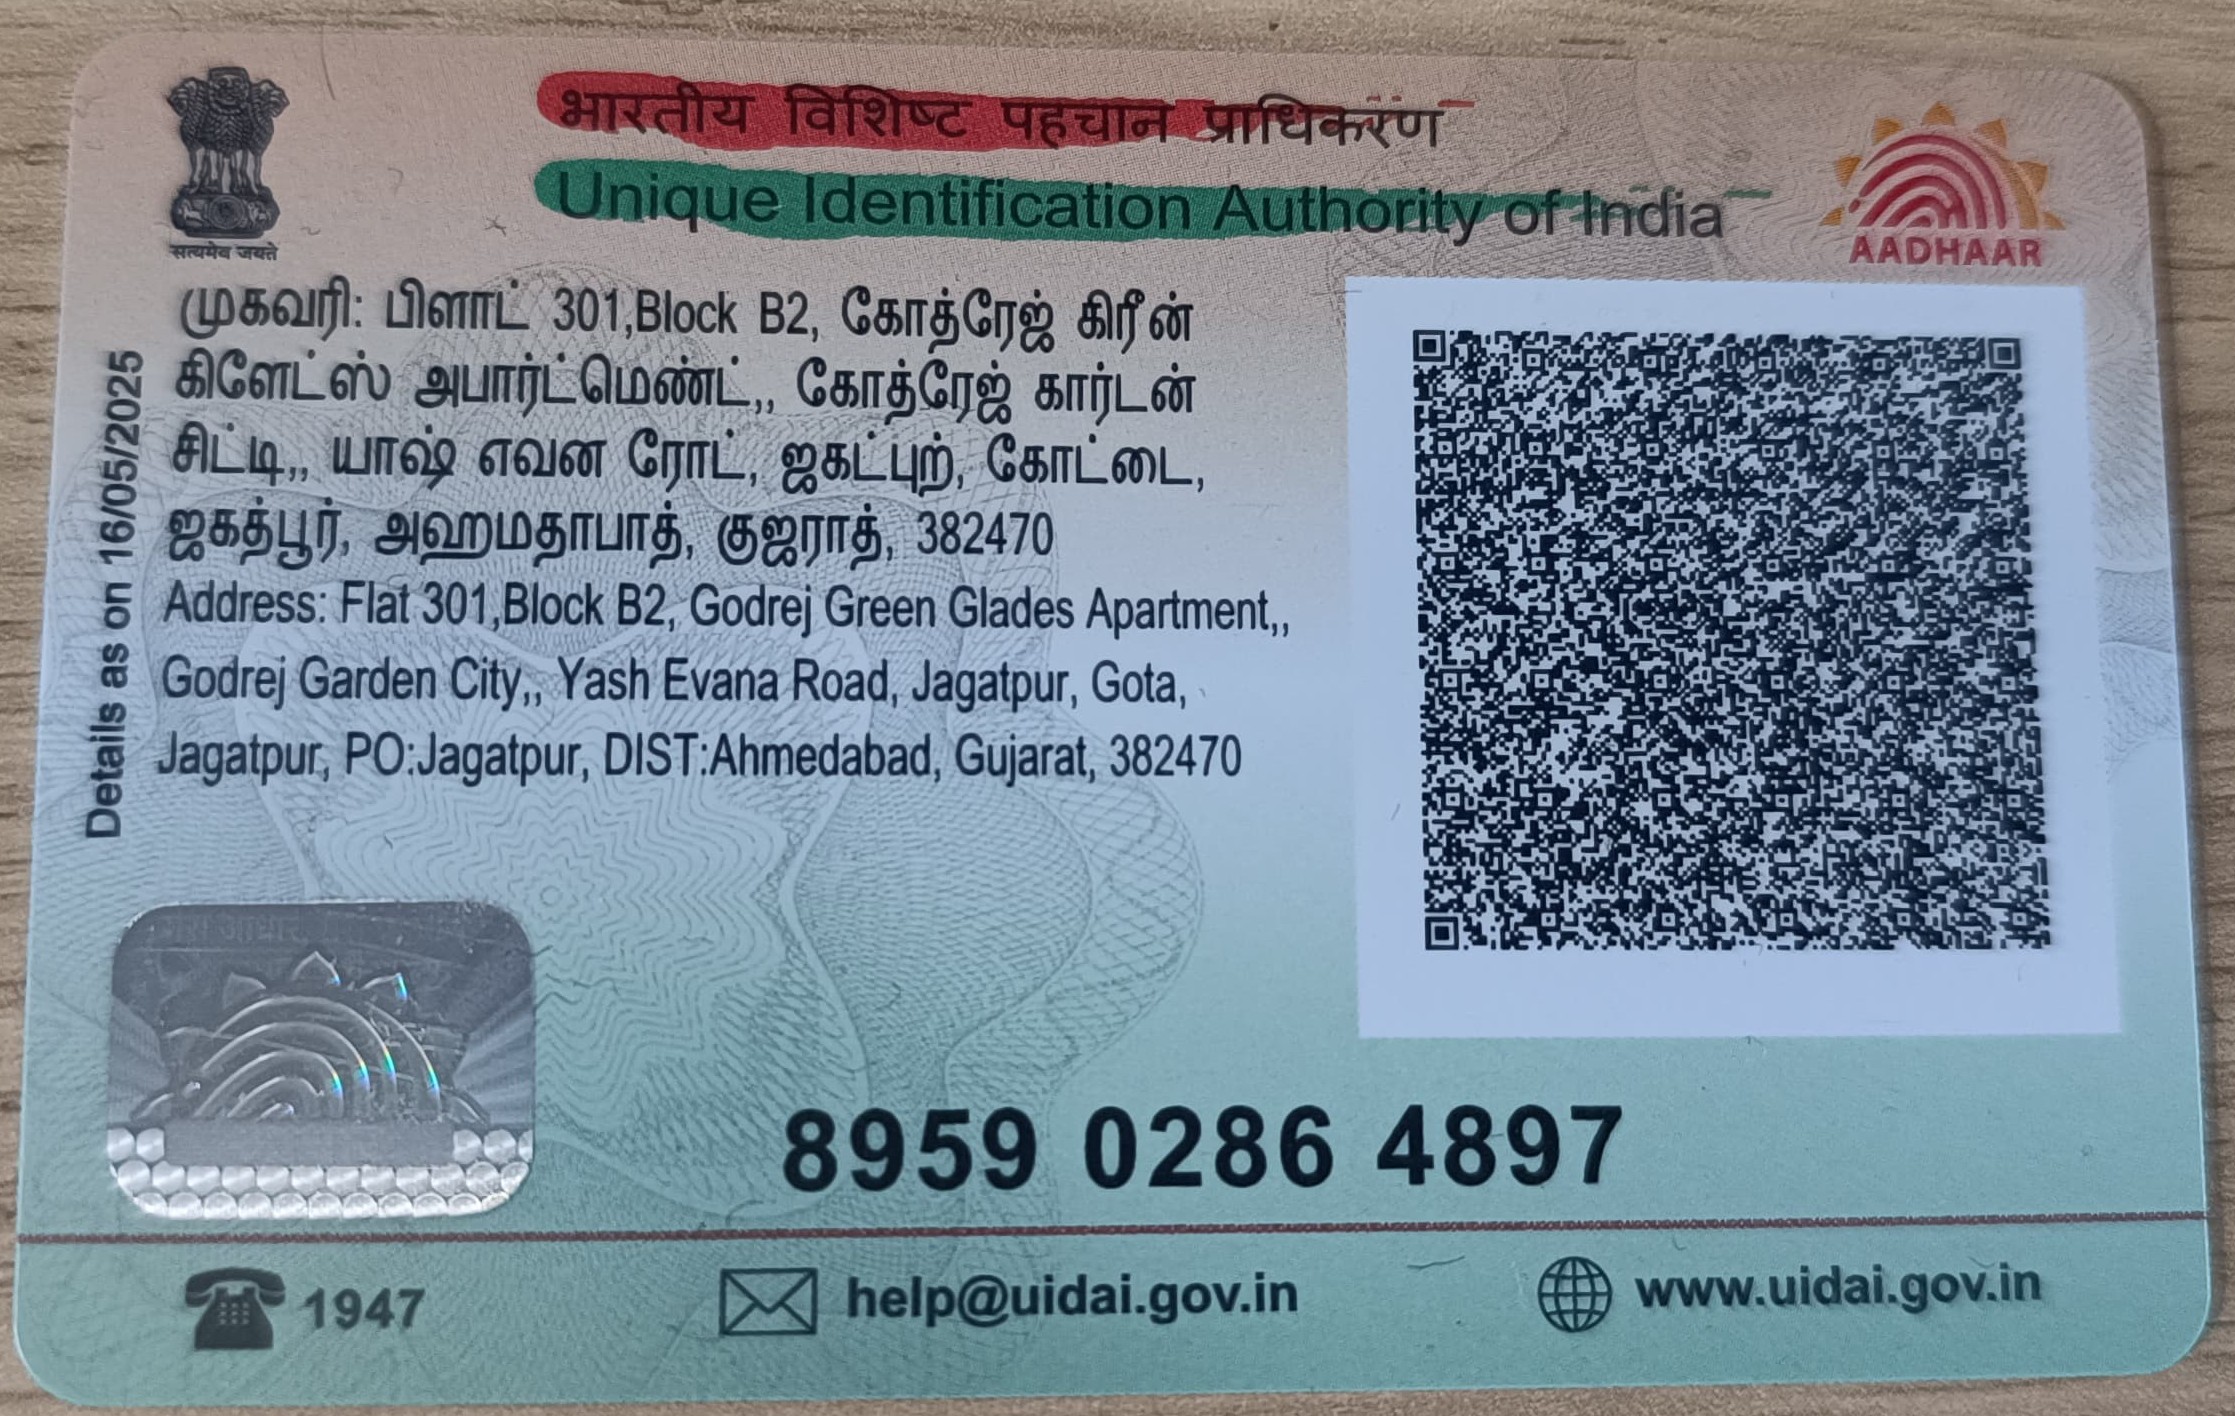 भारतीय विशिष्ट पहचान प्राधिकरण
Unique Identification Authority of India
सत्यमेव जयते
AADHAAR
முகவரி: பிளாட் 301,Block B2, கோத்ரேஜ் கிரீன்
கிளேட்ஸ் அபார்ட்மெண்ட்,, கோத்ரேஜ் கார்டன்
சிட்டி,, யாஷ் எவன ரோட், ஜகட்புற், கோட்டை,
ஜகத்பூர், அஹமதாபாத், குஜராத், 382470
Address: Flat 301,Block B2, Godrej Green Glades Apartment,,
Godrej Garden City,, Yash Evana Road, Jagatpur, Gota,
Jagatpur, PO:Jagatpur, DIST:Ahmedabad, Gujarat, 382470
Details as on 16/05/2025
8959 0286 4897
1947
help@uidai.gov.in
www.uidai.gov.in